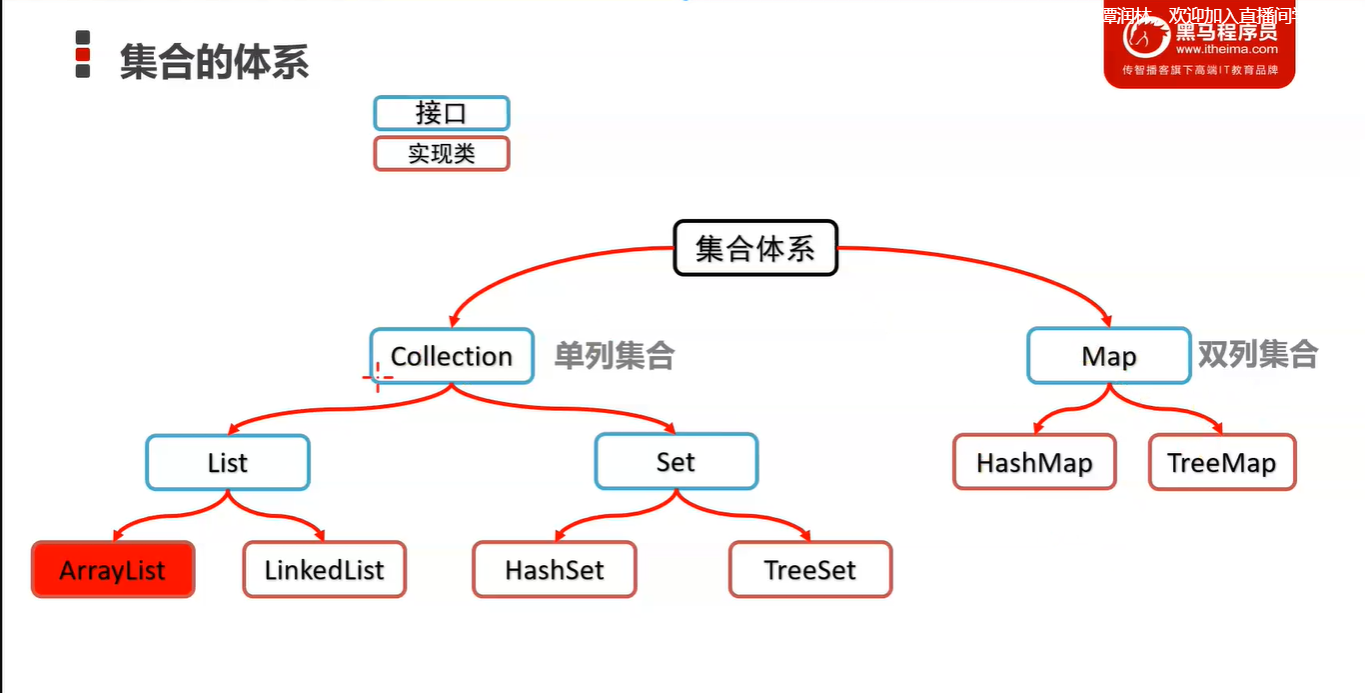 谭润林，欢迎加入直播间学
集合的体系
黑马程序员
www.itheima.com
传智播客旗下高端IT教育品牌
接口
实现类
集合体系
Collection
单列集合
Map
双列集合
List
Set
HashMap
TreeMap
ArrayList
LinkedList
HashSet
TreeSet